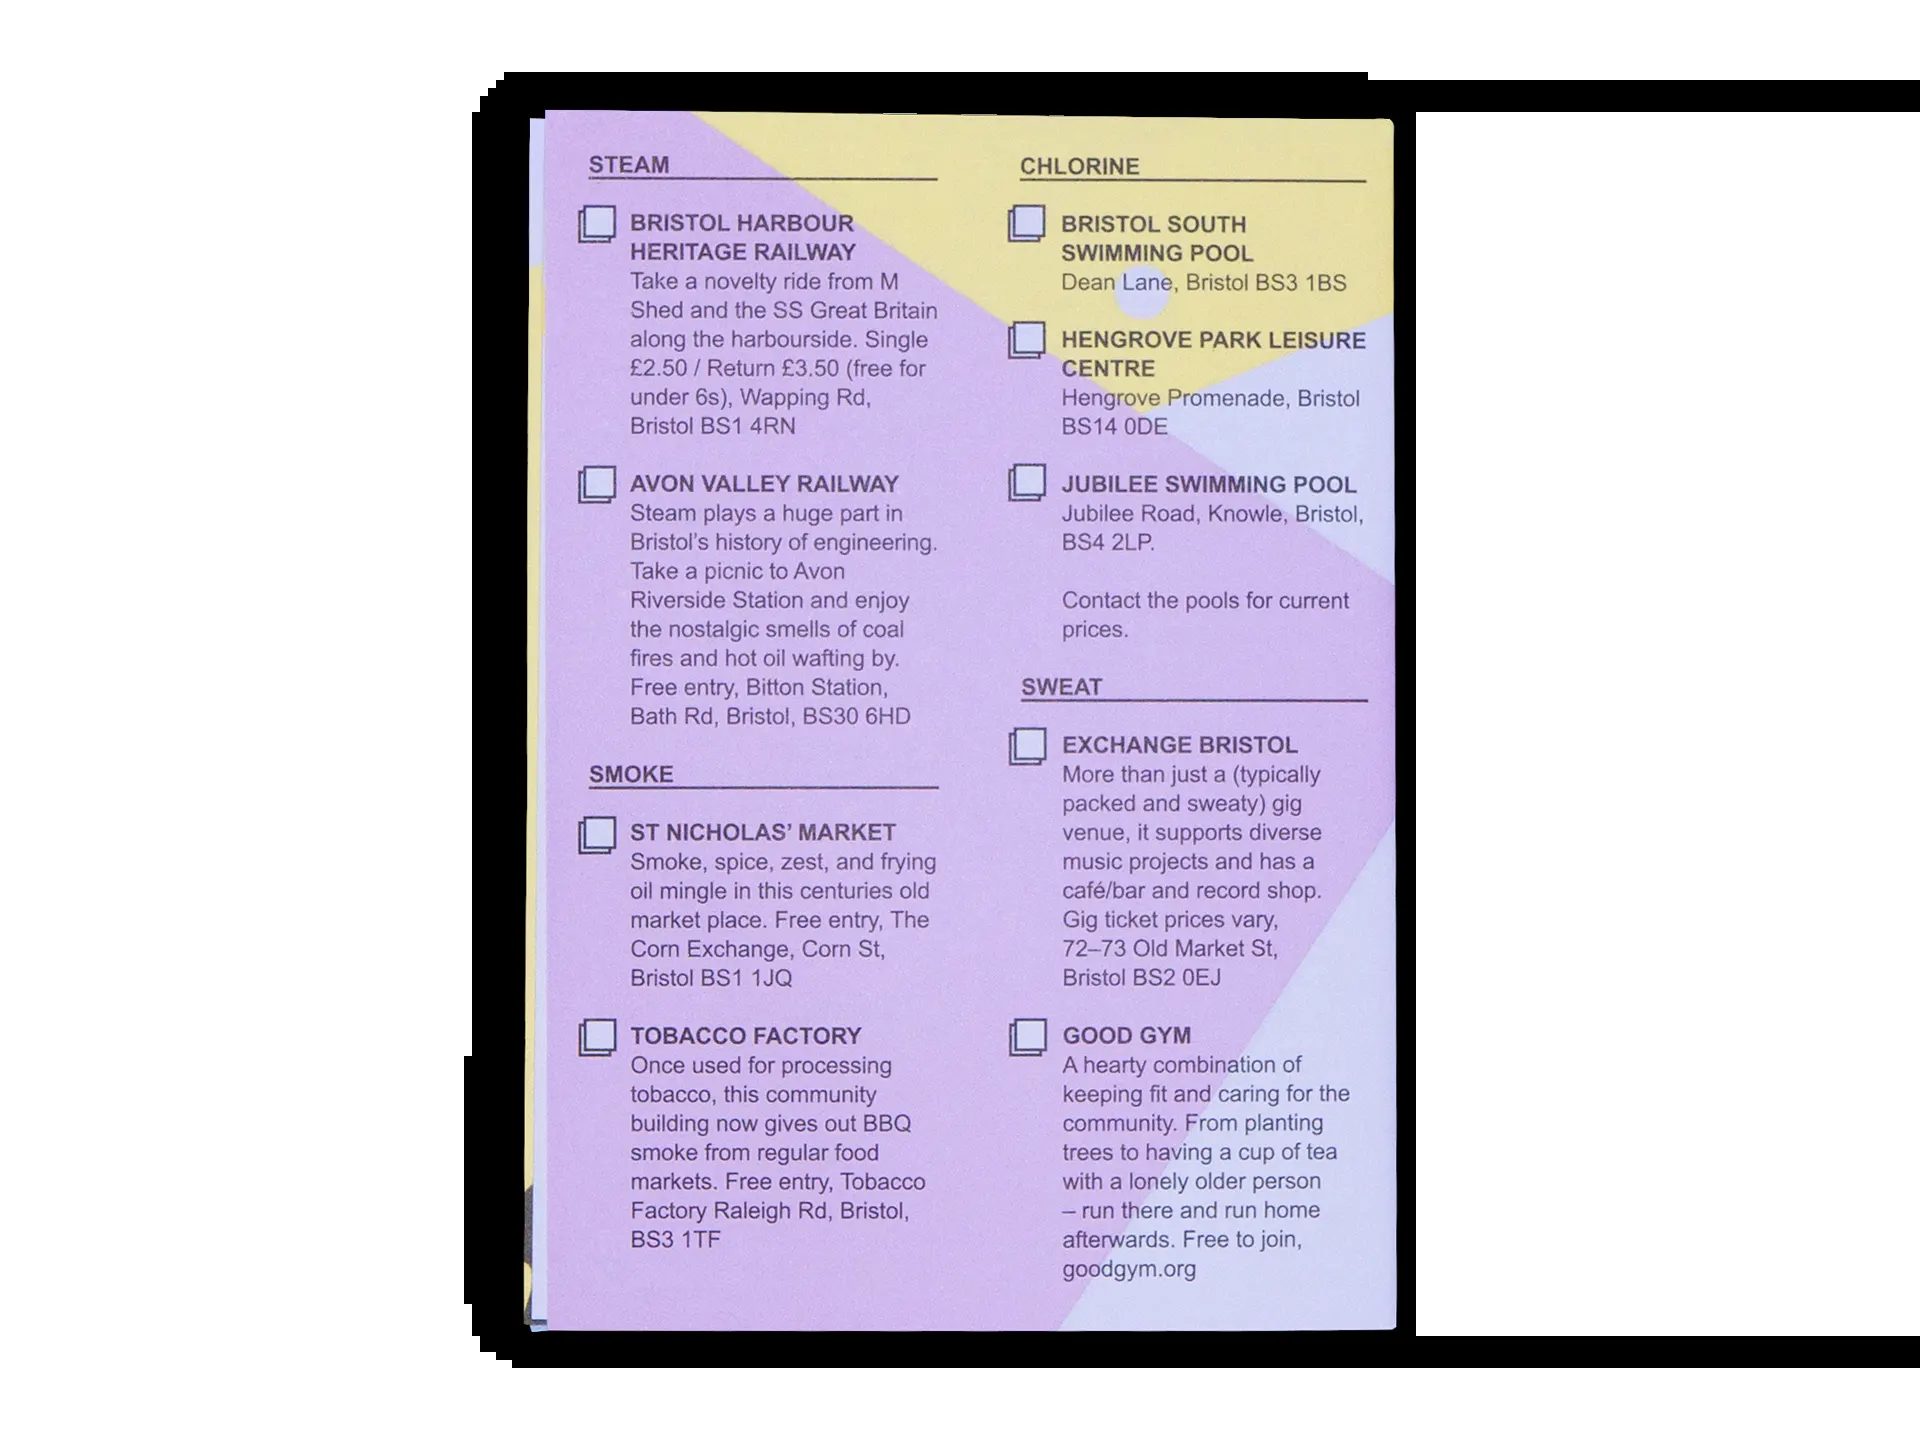 STEAM
BRISTOL HARBOUR
HERITAGE RAILWAY
Take a novelty ride from M
Shed and the SS Great Britain
along the harbourside. Single
£2.50 / Return £3.50 (free for
under 6s), Wapping Rd,
Bristol BS1 4RN
AVON VALLEY RAILWAY
Steam plays a huge part in
Bristol’s history of engineering.
Take a picnic to Avon
Riverside Station and enjoy
the nostalgic smells of coal
fires and hot oil wafting by.
Free entry, Bitton Station,
Bath Rd, Bristol, BS30 6HD
SMOKE
ST NICHOLAS’ MARKET
Smoke, spice, zest, and frying
oil mingle in this centuries old
market place. Free entry, The
Corn Exchange, Corn St,
Bristol BS1 1JQ
TOBACCO FACTORY
Once used for processing
tobacco, this community
building now gives out BBQ
smoke from regular food
markets. Free entry, Tobacco
Factory Raleigh Rd, Bristol,
BS3 1TF
CHLORINE
BRISTOL SOUTH
SWIMMING POOL
Dean Lane, Bristol BS3 1BS
HENGROVE PARK LEISURE
CENTRE
Hengrove Promenade, Bristol
BS14 0DE
JUBILEE SWIMMING POOL
Jubilee Road, Knowle, Bristol,
BS4 2LP.
Contact the pools for current
prices.
SWEAT
EXCHANGE BRISTOL
More than just a (typically
packed and sweaty) gig
venue, it supports diverse
music projects and has a
café/bar and record shop.
Gig ticket prices vary,
72–73 Old Market St,
Bristol BS2 0EJ
GOOD GYM
A hearty combination of
keeping fit and caring for the
community. From planting
trees to having a cup of tea
with a lonely older person
– run there and run home
afterwards. Free to join,
goodgym.org